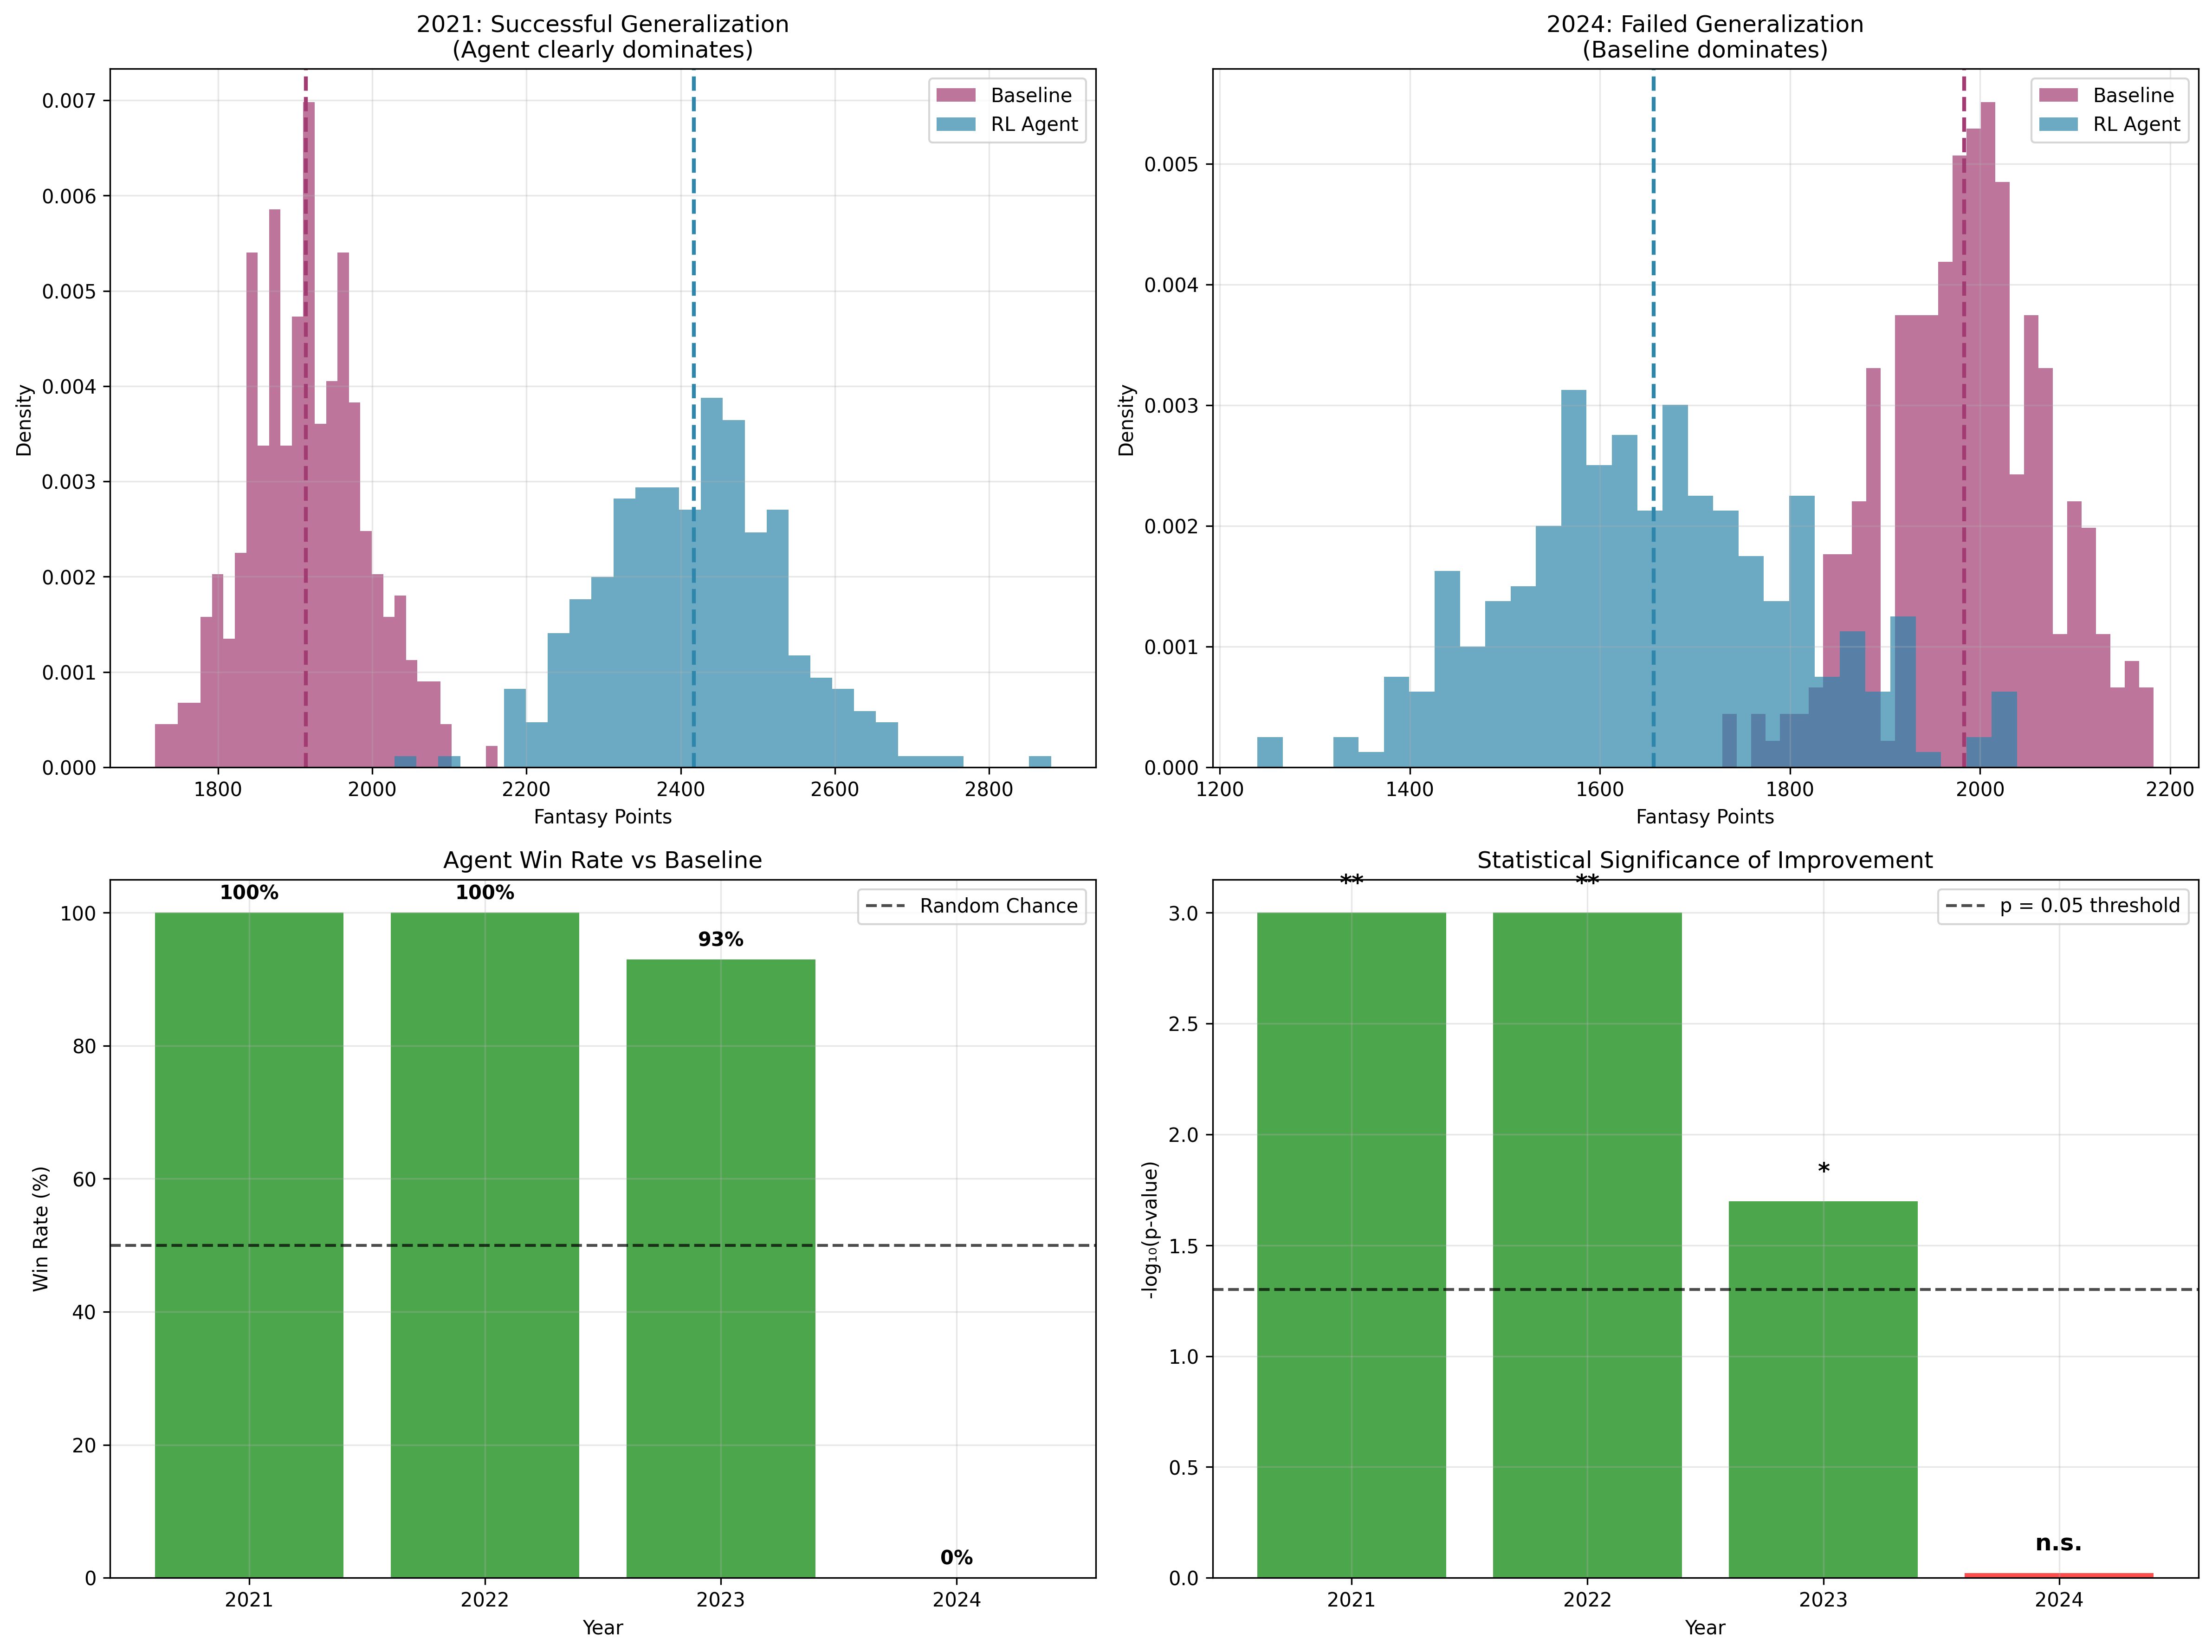 2021: Successful Generalization
(Agent clearly dominates)
Baseline
RL Agent
0.007
0.006
0.005
0.004
0.003
0.002
0.001
0.000
Density
1800 2000 2200 2400 2600 2800
Fantasy Points
2024: Failed Generalization
(Baseline dominates)
Baseline
RL Agent
0.005
0.004
0.003
0.002
0.001
0.000
Density
1200 1400 1600 1800 2000 2200
Fantasy Points
Agent Win Rate vs Baseline
100% 100%
93%
0%
Random Chance
100
80
60
40
20
0
Win Rate (%)
2021 2022 2023 2024
Year
Statistical Significance of Improvement
** **
*
n.s.
p = 0.05 threshold
3.0
2.5
2.0
1.5
1.0
0.5
0.0
-log₁₀(p-value)
2021 2022 2023 2024
Year